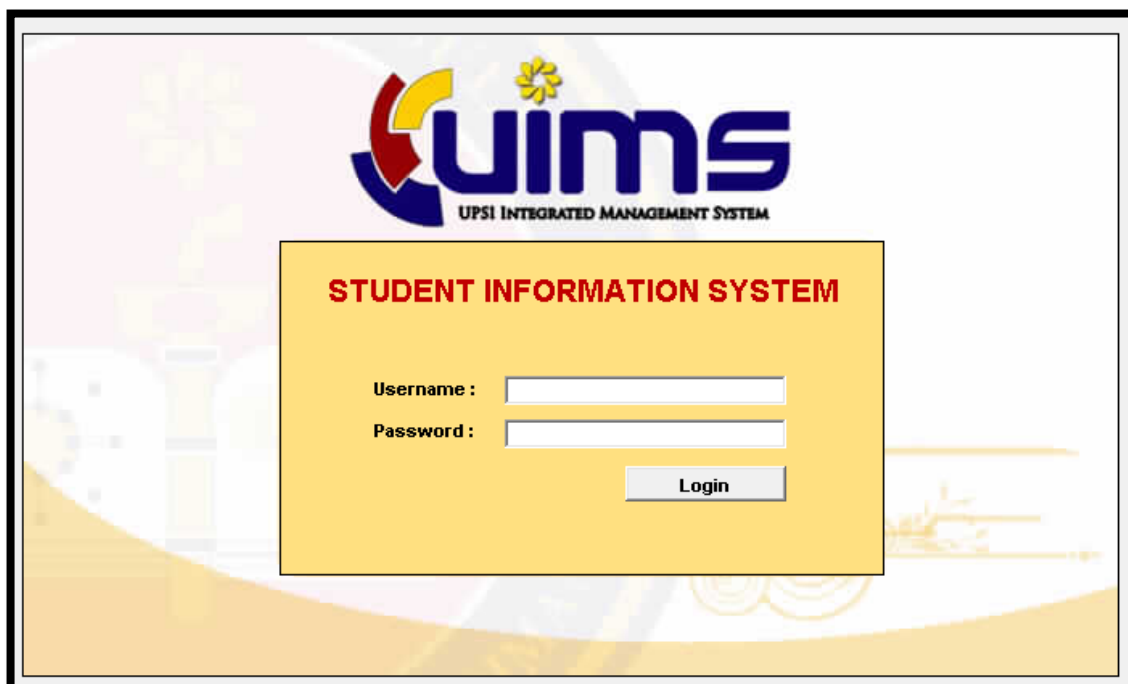 uims
UPSI INTEGRATED MANAGEMENT SYSTEM
STUDENT INFORMATION SYSTEM
Username :
Password :
Login